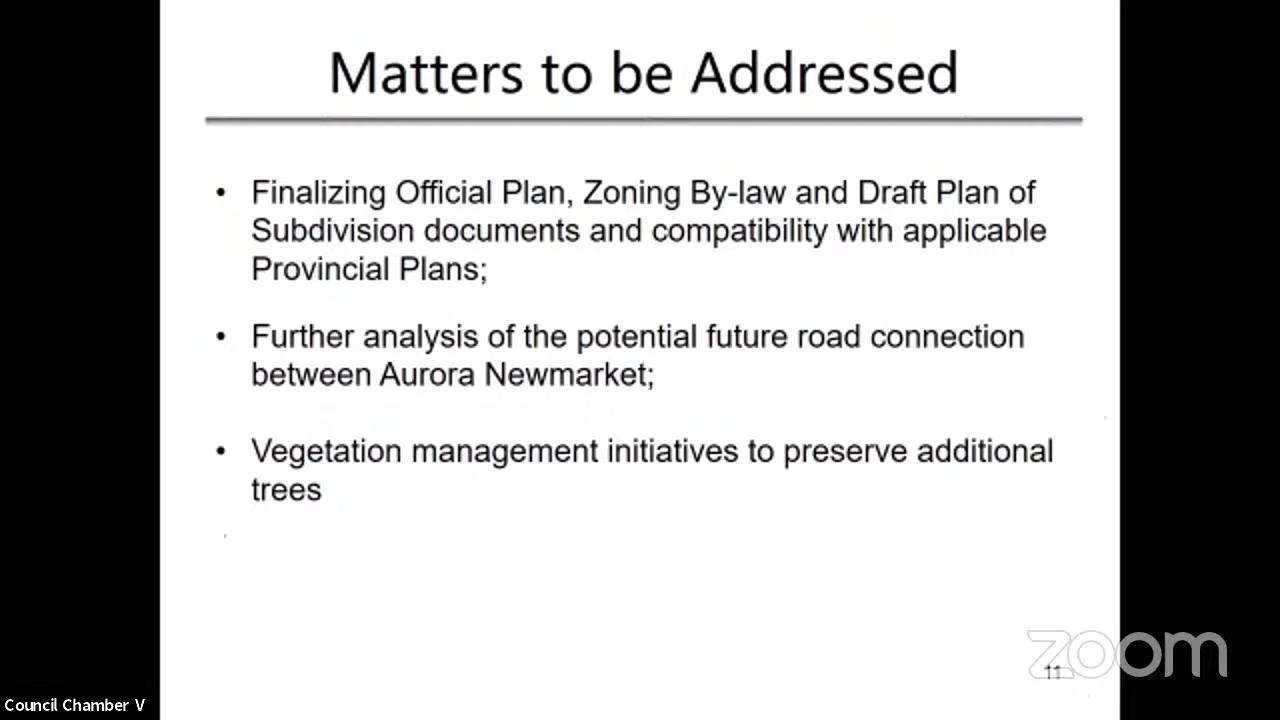 Matters to be Addressed
• Finalizing Official Plan, Zoning By-law and Draft Plan of
Subdivision documents and compatibility with applicable
Provincial Plans;
• Further analysis of the potential future road connection
between Aurora Newmarket;
• Vegetation management initiatives to preserve additional
trees
zoom
11
Council Chamber V